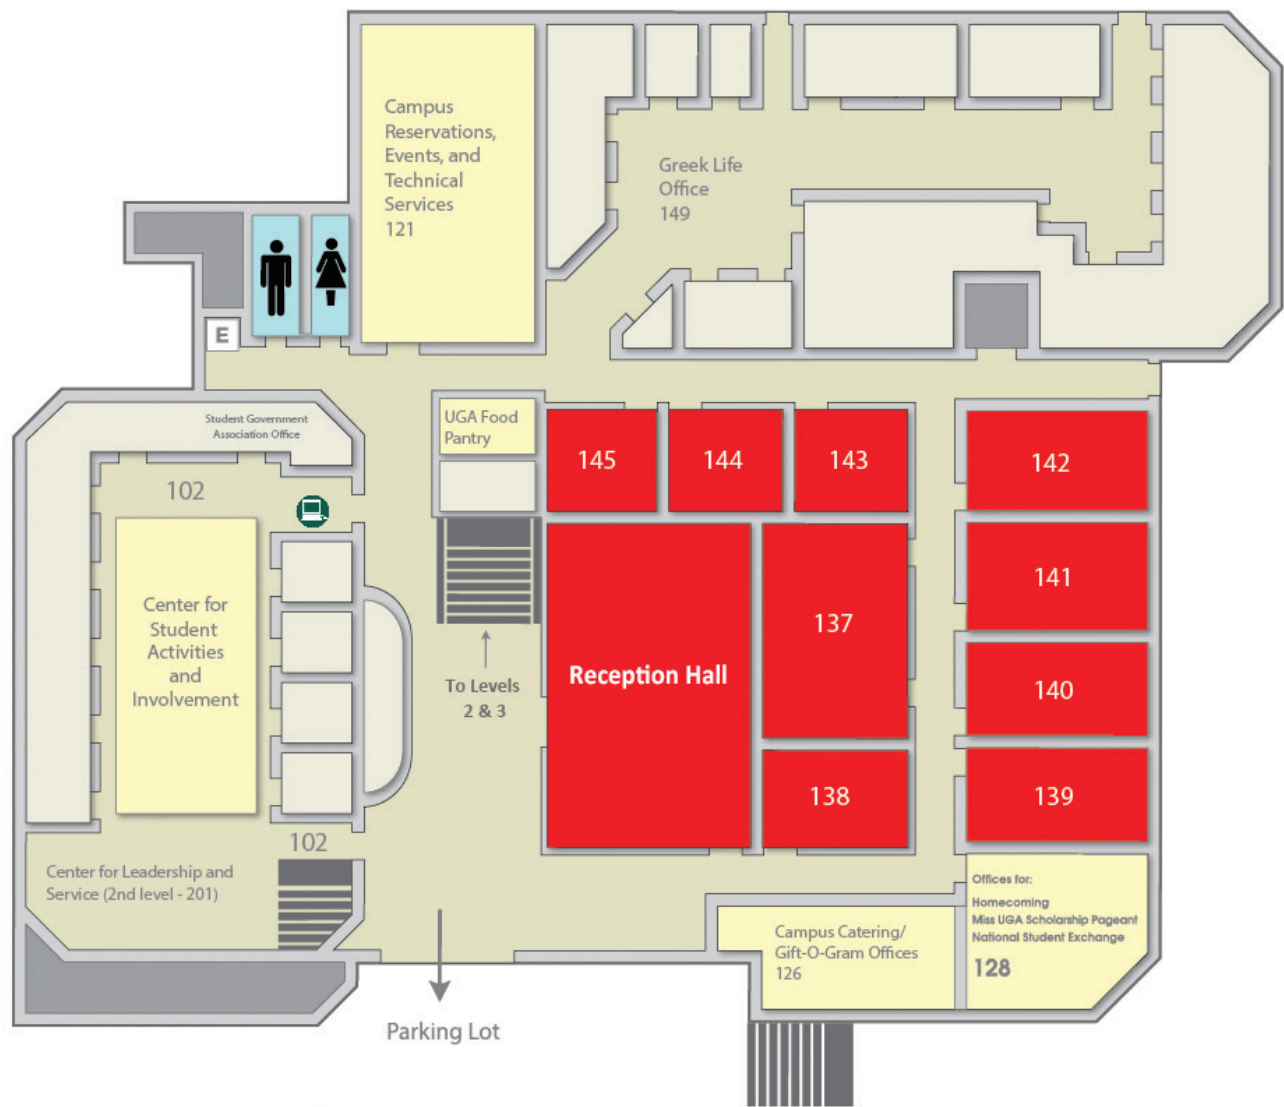 Campus
Reservations,
Events, and
Technical
Services
121
Greek Life
Office
149
E
Student Government
Association Office
UGA Food
Pantry
145
144
143
142
102
141
Center for
Student
Activities
and
Involvement
137
Reception Hall
To Levels
2 & 3
140
138
139
102
Center for Leadership and
Service (2nd level - 201)
Offices for:
Homecoming
Miss UGA Scholarship Pageant
National Student Exchange
128
Campus Catering/
Gift-O-Gram Offices
126
Parking Lot